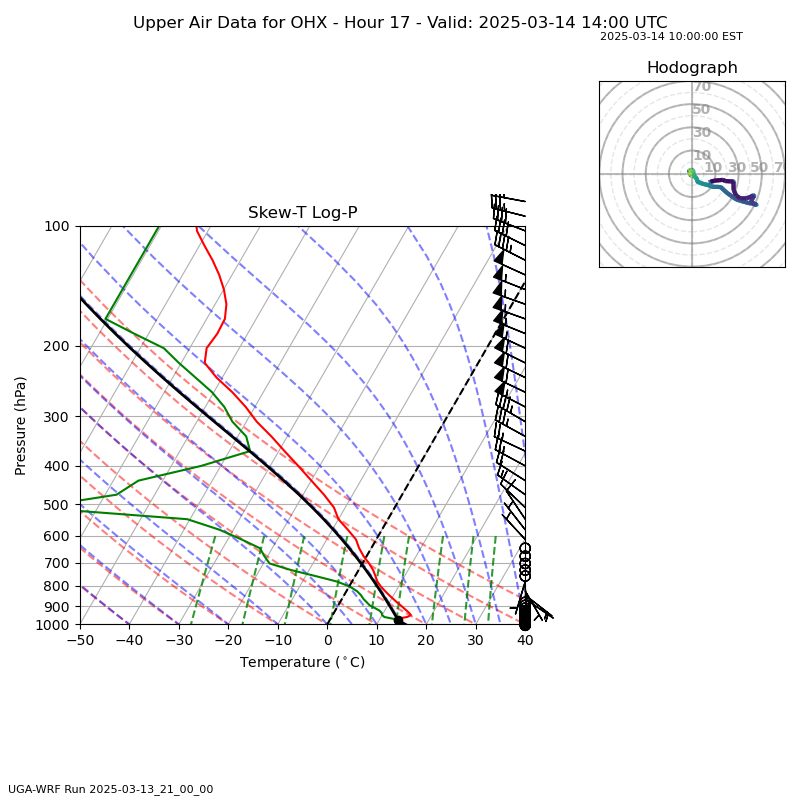 Upper Air Data for OHX - Hour 17 - Valid: 2025-03-14 14:00 UTC
2025-03-14 10:00:00 EST
Hodograph
70
50
30
10
10 30 50 7
Skew-T Log-P
100
200
300
400
500
600
700
800
900
1000
Pressure (hPa)
−50 −40 −30 −20 −10 0 10 20 30 40
Temperature (°C)
UGA-WRF Run 2025-03-13_21_00_00